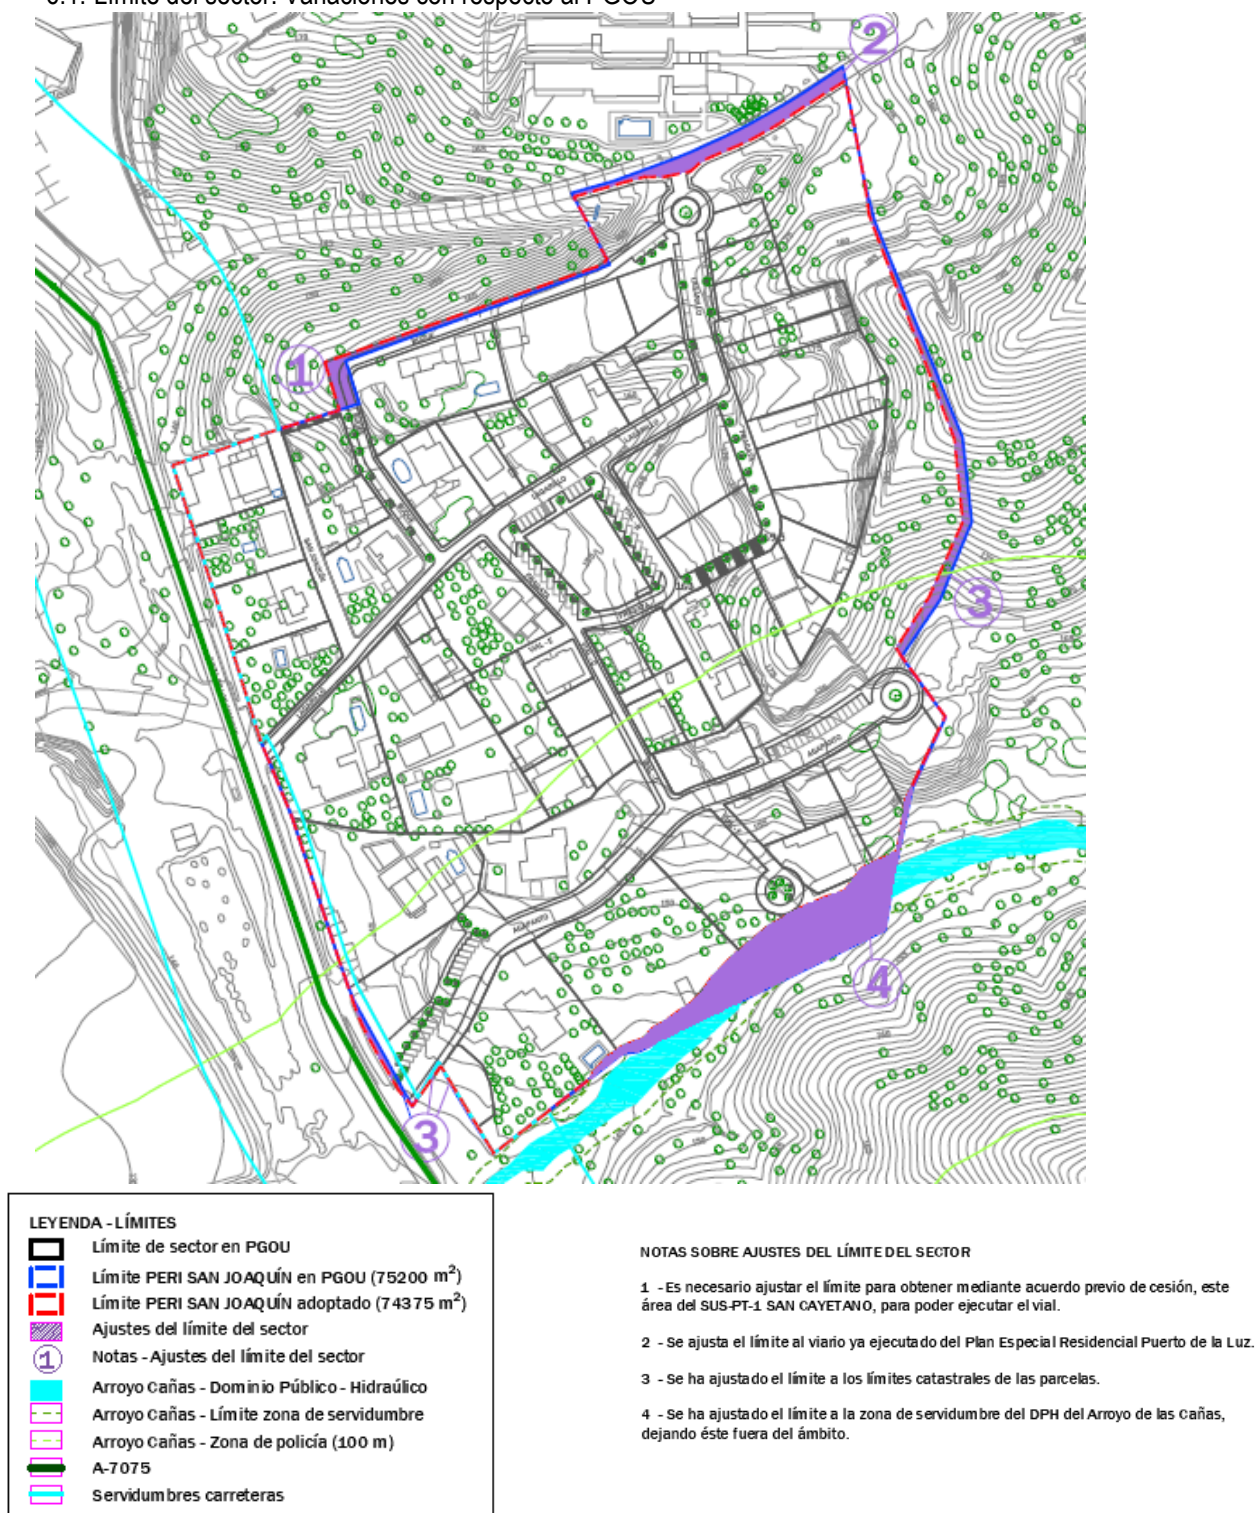 2
1
3
4
3
AGAPANTO
AGAPANTO
LEYENDA - LÍMITES
Límite de sector en PGOU
Límite PERI SAN JOAQUÍN en PGOU (75200 m²)
Límite PERI SAN JOAQUÍN adoptado (74375 m²)
Ajustes del límite del sector
1 Notas - Ajustes del límite del sector
Arroyo Cañas - Dominio Público - Hidraúlico
Arroyo Cañas - Límite zona de servidumbre
Arroyo Cañas - Zona de policía (100 m)
A-7075
Servidumbres carreteras
NOTAS SOBRE AJUSTES DEL LÍMITE DEL SECTOR
1 - Es necesario ajustar el límite para obtener mediante acuerdo previo de cesión, este
área del SUS-PT-1 SAN CAYETANO, para poder ejecutar el vial.
2 - Se ajusta el límite al viario ya ejecutado del Plan Especial Residencial Puerto de la Luz.
3 - Se ha ajustado el límite a los límites catastrales de las parcelas.
4 - Se ha ajustado el límite a la zona de servidumbre del DPH del Arroyo de las Cañas,
dejando éste fuera del ámbito.